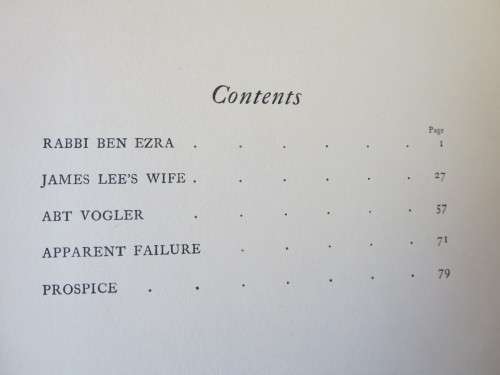 Contents
Page
RABBI BEN EZRA . . . . . . 1
JAMES LEE'S WIFE . . . . . . 27
ABT VOGLER . . . . . . 57
APPARENT FAILURE . . . . . 71
PROSPICE . . . . . . . 79